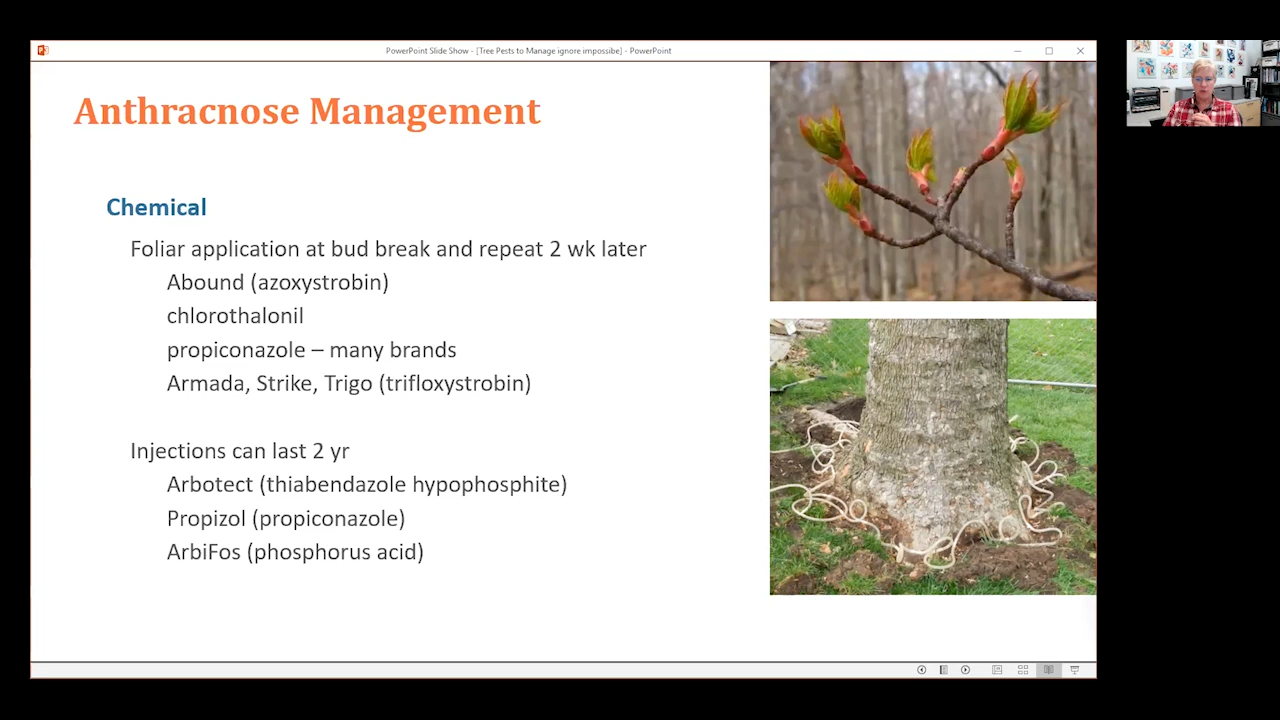 PowerPoint Slide Show - [Tree Pests to Manage ignore impossibe] - PowerPoint
Anthracnose Management
Chemical
Foliar application at bud break and repeat 2 wk later
Abound (azoxystrobin)
chlorothalonil
propiconazole – many brands
Armada, Strike, Trigo (trifloxystrobin)
Injections can last 2 yr
Arbotect (thiabendazole hypophosphite)
Propizol (propiconazole)
ArbiFos (phosphorus acid)